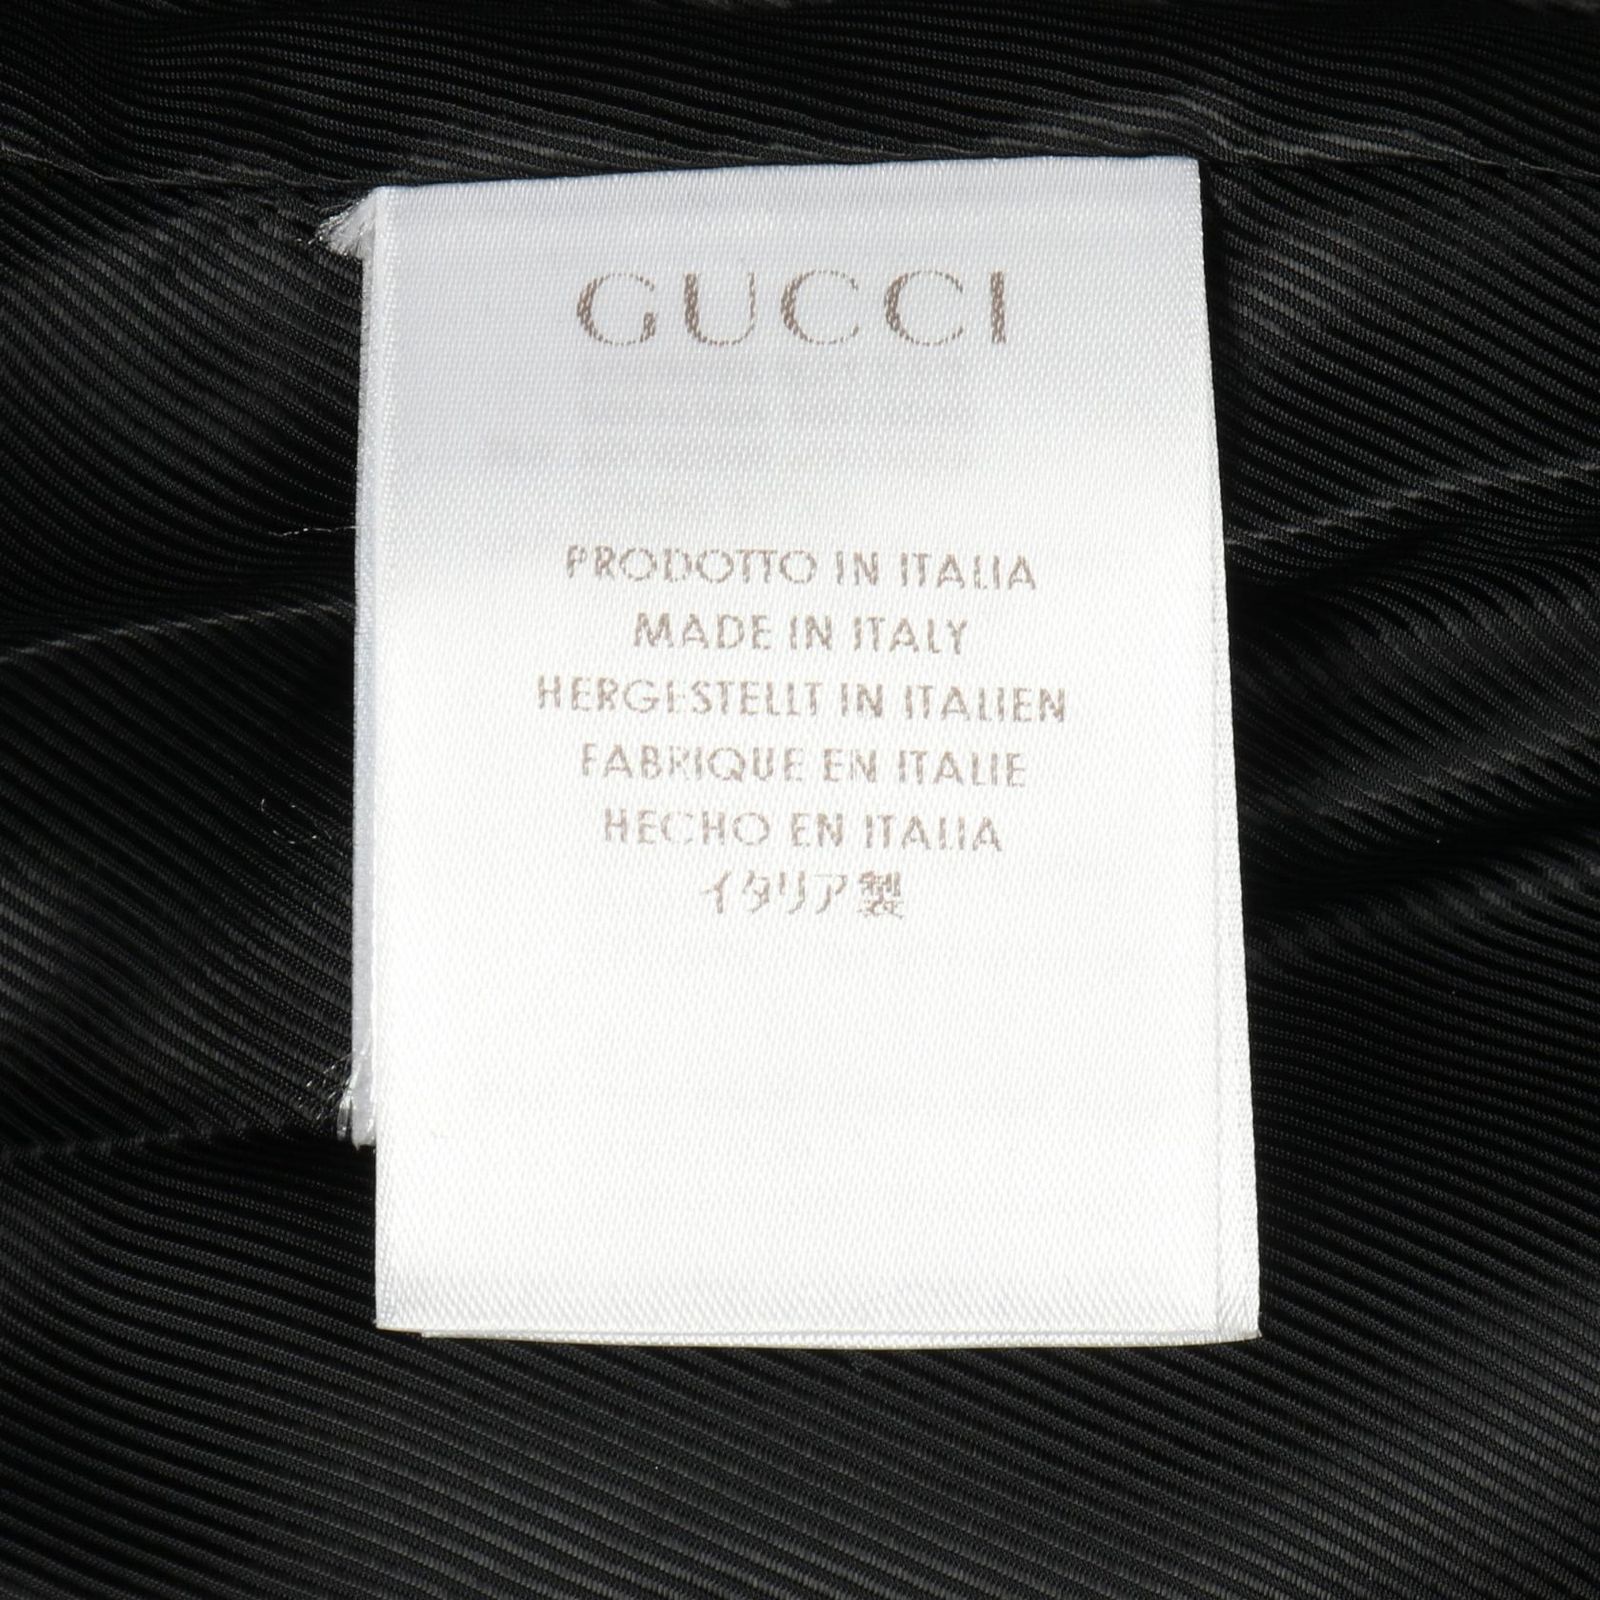 GUCCI
PRODOTTO IN ITALIA
MADE IN ITALY
HERGESTELLT IN ITALIEN
FABRIQUE EN ITALIE
HECHO EN ITALIA
イタリア製